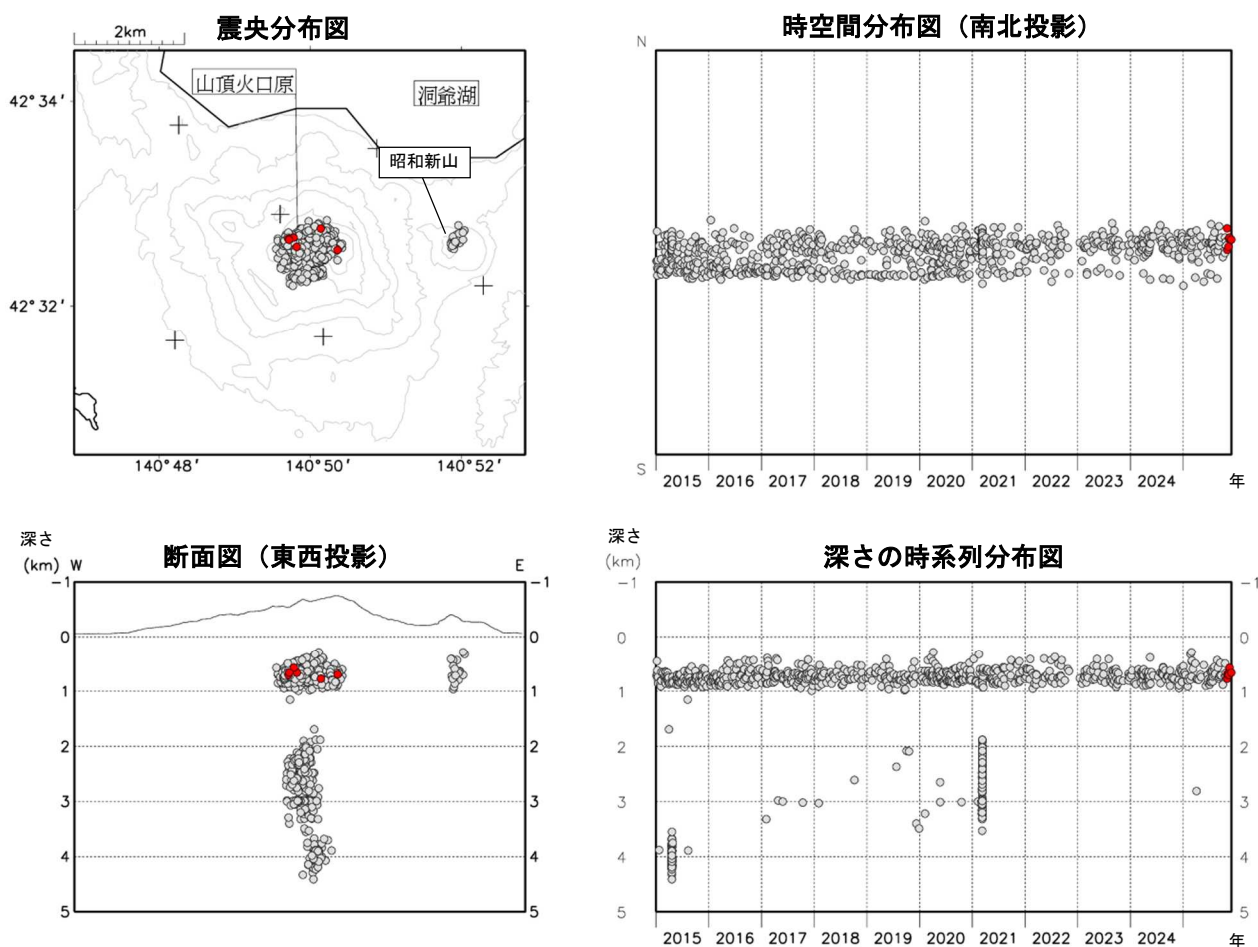 震央分布図
2km
山頂火口原
洞爺湖
昭和新山
42°34′
42°32′
140°48′
140°50′
140°52′
時空間分布図（南北投影）
N
S
2015 2016 2017 2018 2019 2020 2021 2022 2023 2024 年
断面図（東西投影）
深さ
(km) W E
-1 -1
0 0
1 1
2 2
3 3
4 4
5 5
深さの時系列分布図
深さ
(km)
-1 -1
0 0
1 1
2 2
3 3
4 4
5 5
2015 2016 2017 2018 2019 2020 2021 2022 2023 2024 年